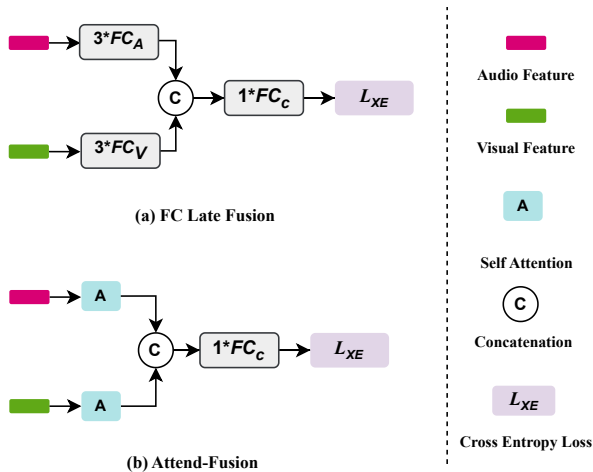 3*FC_A
C
1*FC_c
L_XE
3*FC_V
(a) FC Late Fusion
A
C
1*FC_c
L_XE
A
(b) Attend-Fusion
Audio Feature
Visual Feature
A
Self Attention
C
Concatenation
L_XE
Cross Entropy Loss